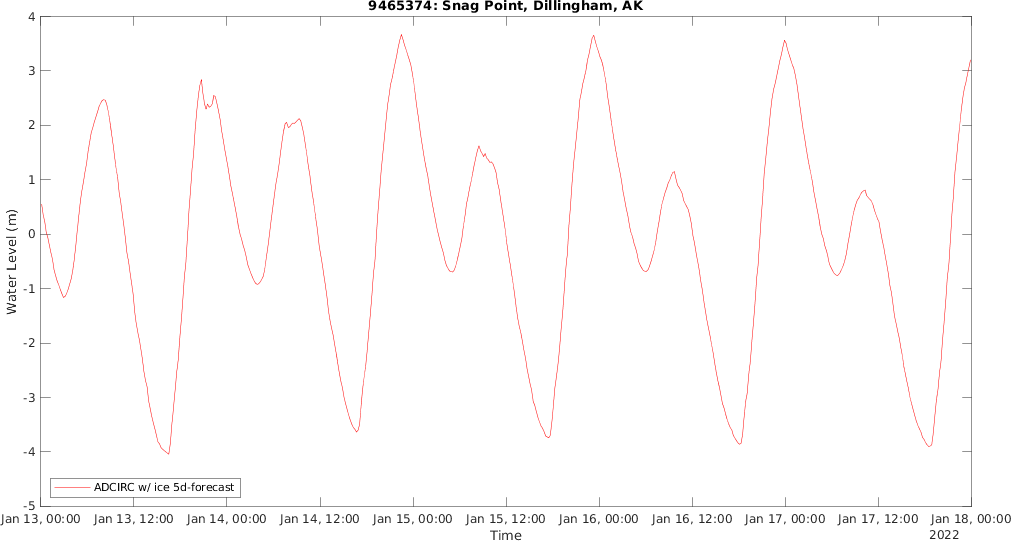 9465374: Snag Point, Dillingham, AK
4
3
2
1
0
-1
-2
-3
-4
-5
Water Level (m)
ADCIRC w/ ice 5d-forecast
Jan 13, 00:00 Jan 13, 12:00 Jan 14, 00:00 Jan 14, 12:00 Jan 15, 00:00 Jan 15, 12:00 Jan 16, 00:00 Jan 16, 12:00 Jan 17, 00:00 Jan 17, 12:00 Jan 18, 00:00
Time
2022